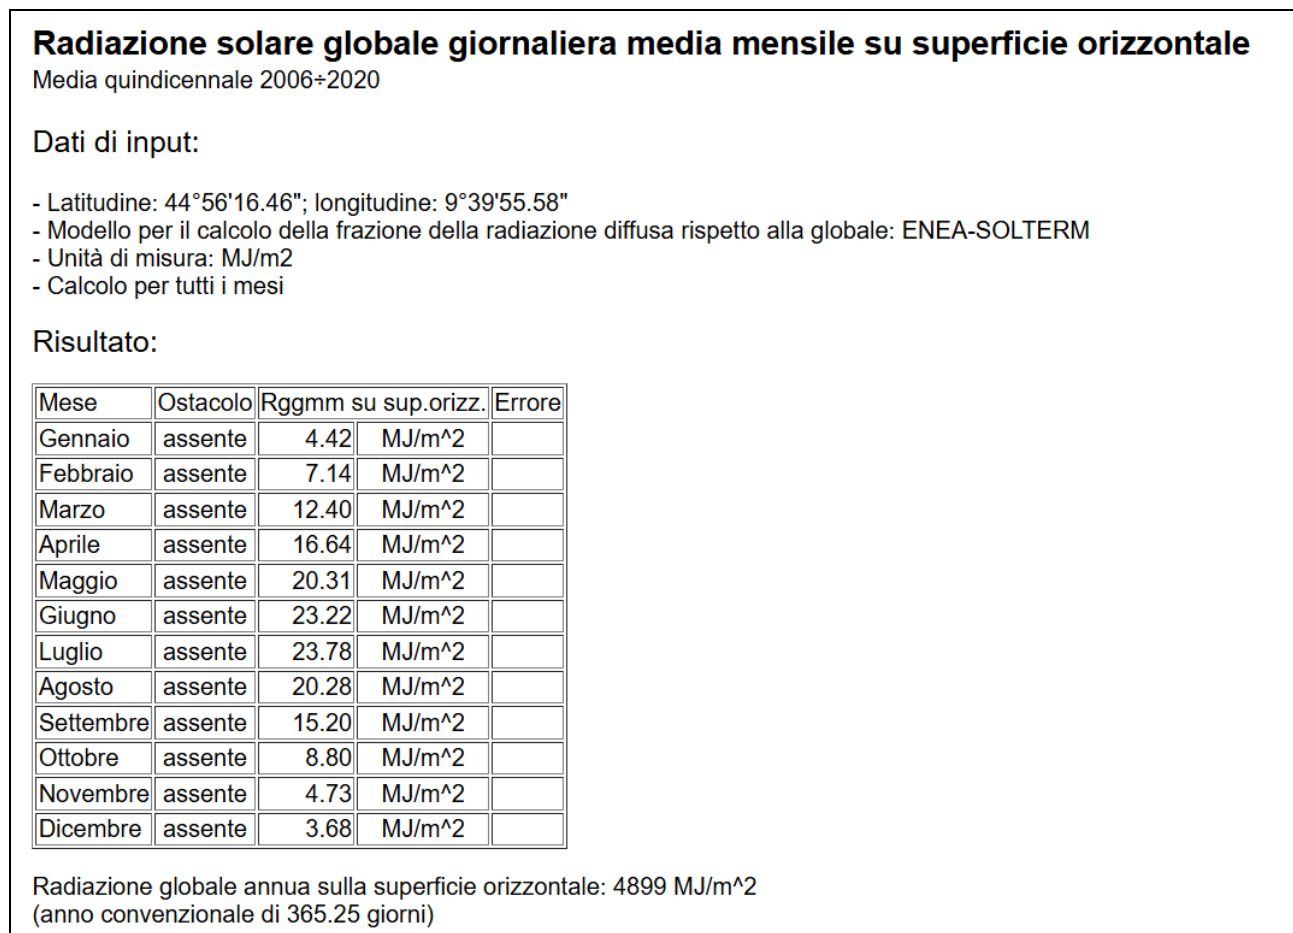 Radiazione solare globale giornaliera media mensile su superficie orizzontale
Media quindicennale 2006÷2020
Dati di input:
- Latitudine: 44°56'16.46"; longitudine: 9°39'55.58"
- Modello per il calcolo della frazione della radiazione diffusa rispetto alla globale: ENEA-SOLTERM
- Unità di misura: MJ/m2
- Calcolo per tutti i mesi
Risultato:
Mese Ostacolo Rggmm su sup.orizz. Errore
Gennaio assente 4.42 MJ/m^2
Febbraio assente 7.14 MJ/m^2
Marzo assente 12.40 MJ/m^2
Aprile assente 16.64 MJ/m^2
Maggio assente 20.31 MJ/m^2
Giugno assente 23.22 MJ/m^2
Luglio assente 23.78 MJ/m^2
Agosto assente 20.28 MJ/m^2
Settembre assente 15.20 MJ/m^2
Ottobre assente 8.80 MJ/m^2
Novembre assente 4.73 MJ/m^2
Dicembre assente 3.68 MJ/m^2
Radiazione globale annua sulla superficie orizzontale: 4899 MJ/m^2
(anno convenzionale di 365.25 giorni)